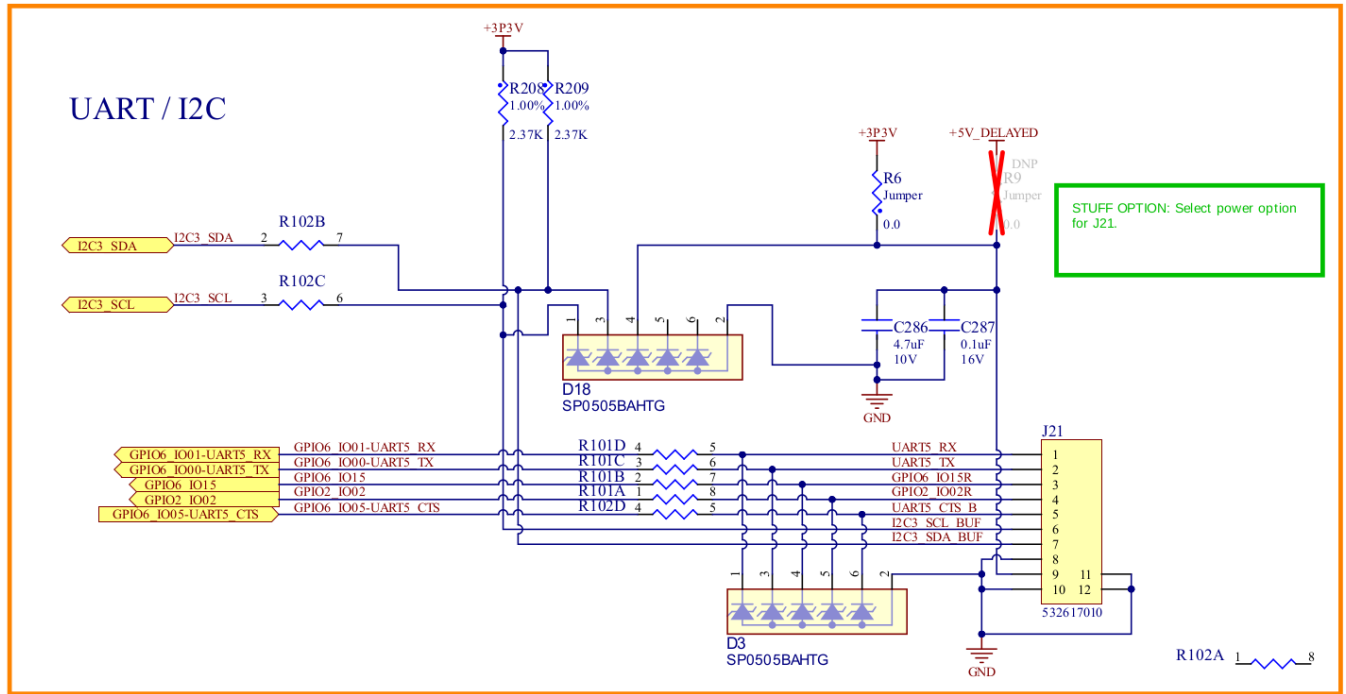 +3P3V
R208 R209
1.00% 1.00%
2.37K 2.37K
UART / I2C
+3P3V
R6
Jumper
0.0
+5V_DELAYED
DNP
R9
Jumper
0.0
STUFF OPTION: Select power option
for J21.
I2C3_SDA I2C3_SDA 2 R102B 7
I2C3_SCL I2C3_SCL 3 R102C 6
1 3 4 5 6 2
D18
SP0505BAHTG
C286
4.7uF
10V
C287
0.1uF
16V
GND
J21
GPIO6_IO01-UART5_RX GPIO6_IO01-UART5_RX R101D 4 5 UART5_RX 1
GPIO6_IO00-UART5_TX GPIO6_IO00-UART5_TX R101C 3 6 UART5_TX 2
GPIO6_IO15 GPIO6_IO15 R101B 2 7 GPIO6_IO15R 3
GPIO2_IO02 GPIO2_IO02 R101A 1 8 GPIO2_IO02R 4
GPIO6_IO05-UART5_CTS GPIO6_IO05-UART5_CTS R102D 4 5 UART5_CTS_B 5
I2C3_SCL_BUF 6
I2C3_SDA_BUF 7
8
9 11
10 12
532617010
1 3 4 5 6 2
D3
SP0505BAHTG
GND
R102A 1 8